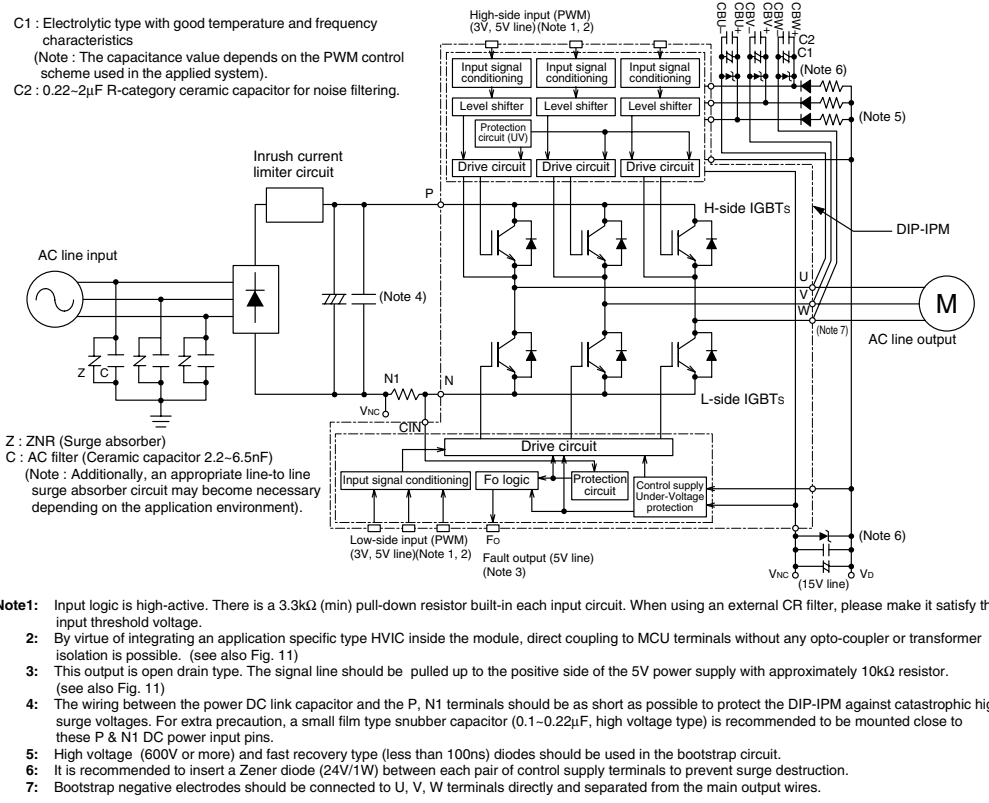 C1 : Electrolytic type with good temperature and frequency
characteristics
(Note : The capacitance value depends on the PWM control
scheme used in the applied system).
C2 : 0.22~2μF R-category ceramic capacitor for noise filtering.
High-side input (PWM)
(3V, 5V line)(Note 1, 2)
CBU–
CBU+
CBV–
CBV+
CBW–
CBW+
C2
C1
(Note 6)
(Note 5)
Input signal
conditioning
Input signal
conditioning
Input signal
conditioning
Level shifter
Level shifter
Level shifter
Protection
circuit (UV)
Drive circuit
Drive circuit
Drive circuit
Inrush current
limiter circuit
P
H-side IGBTs
DIP-IPM
AC line input
(Note 4)
U
V
W
(Note 7)
M
AC line output
Z
C
N1
N
VNC
CIN
L-side IGBTs
Z : ZNR (Surge absorber)
C : AC filter (Ceramic capacitor 2.2~6.5nF)
(Note : Additionally, an appropriate line-to line
surge absorber circuit may become necessary
depending on the application environment).
Drive circuit
Input signal conditioning
Fo logic
Protection
circuit
Control supply
Under-Voltage
protection
Low-side input (PWM)
(3V, 5V line)(Note 1, 2)
Fo
Fault output (5V line)
(Note 3)
(Note 6)
VNC
VD
(15V line)
Note1: Input logic is high-active. There is a 3.3kΩ (min) pull-down resistor built-in each input circuit. When using an external CR filter, please make it satisfy th
input threshold voltage.
2: By virtue of integrating an application specific type HVIC inside the module, direct coupling to MCU terminals without any opto-coupler or transformer
isolation is possible. (see also Fig. 11)
3: This output is open drain type. The signal line should be pulled up to the positive side of the 5V power supply with approximately 10kΩ resistor.
(see also Fig. 11)
4: The wiring between the power DC link capacitor and the P, N1 terminals should be as short as possible to protect the DIP-IPM against catastrophic hig
surge voltages. For extra precaution, a small film type snubber capacitor (0.1~0.22μF, high voltage type) is recommended to be mounted close to
these P & N1 DC power input pins.
5: High voltage (600V or more) and fast recovery type (less than 100ns) diodes should be used in the bootstrap circuit.
6: It is recommended to insert a Zener diode (24V/1W) between each pair of control supply terminals to prevent surge destruction.
7: Bootstrap negative electrodes should be connected to U, V, W terminals directly and separated from the main output wires.